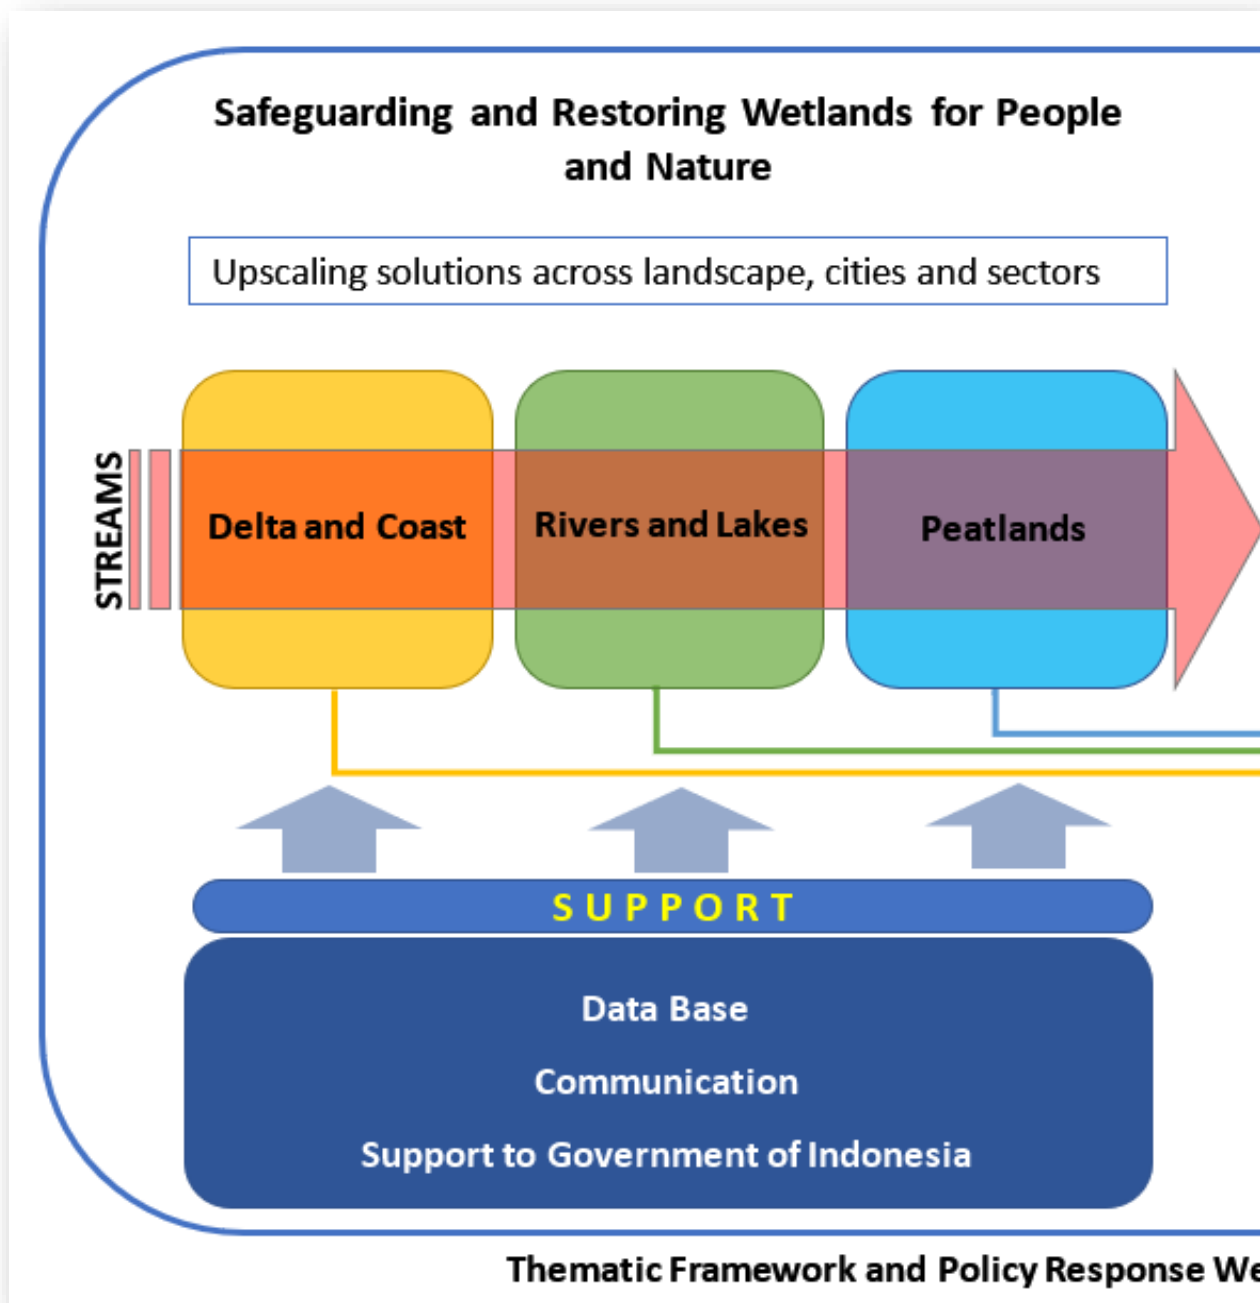 Safeguarding and Restoring Wetlands for People
and Nature
Upscaling solutions across landscape, cities and sectors
STREAMS
Delta and Coast
Rivers and Lakes
Peatlands
SUPPORT
Data Base
Communication
Support to Government of Indonesia
Thematic Framework and Policy Response